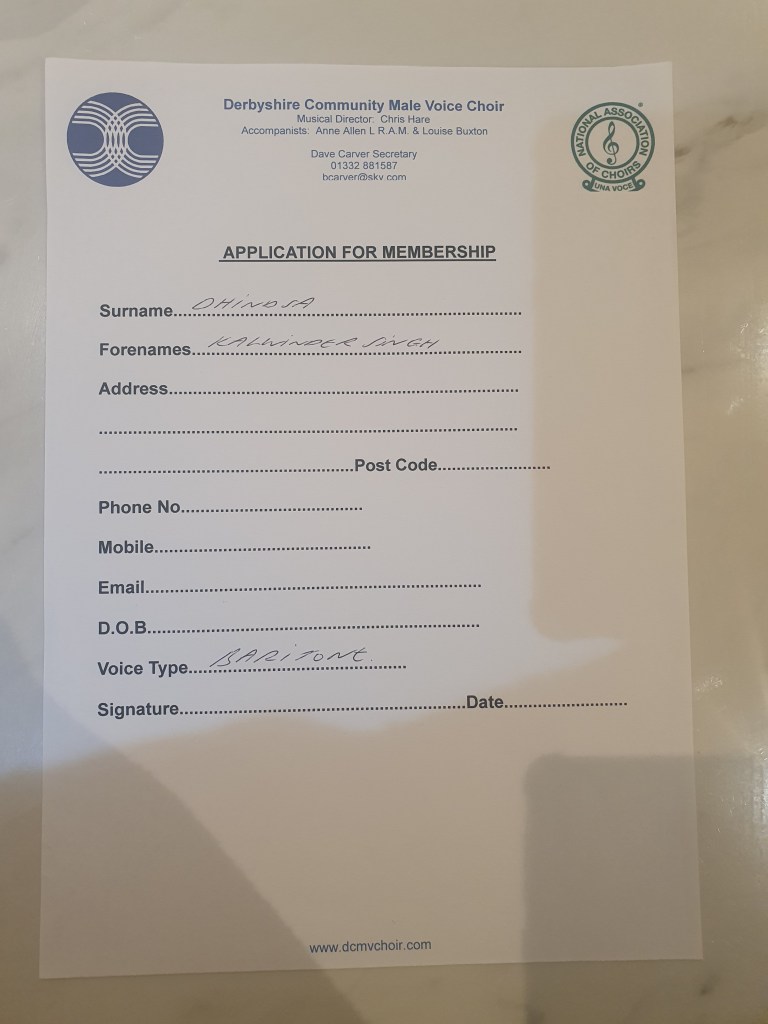 Derbyshire Community Male Voice Choir
Musical Director: Chris Hare
Accompanists: Anne Allen L R.A.M. & Louise Buxton
Dave Carver Secretary
01332 881587
bcarver@sky.com
NATIONAL ASSOCIATION
OF CHOIRS
UNA VOCE
APPLICATION FOR MEMBERSHIP
Surname....DHINDSA....................
Forenames....KALWINDER SINGH....................
Address........................................
........................................
........................................Post Code....................
Phone No..............................
Mobile..............................
Email........................................
D.O.B........................................
Voice Type....BARITONE....................
Signature........................................Date....................
www.dcmvchoir.com